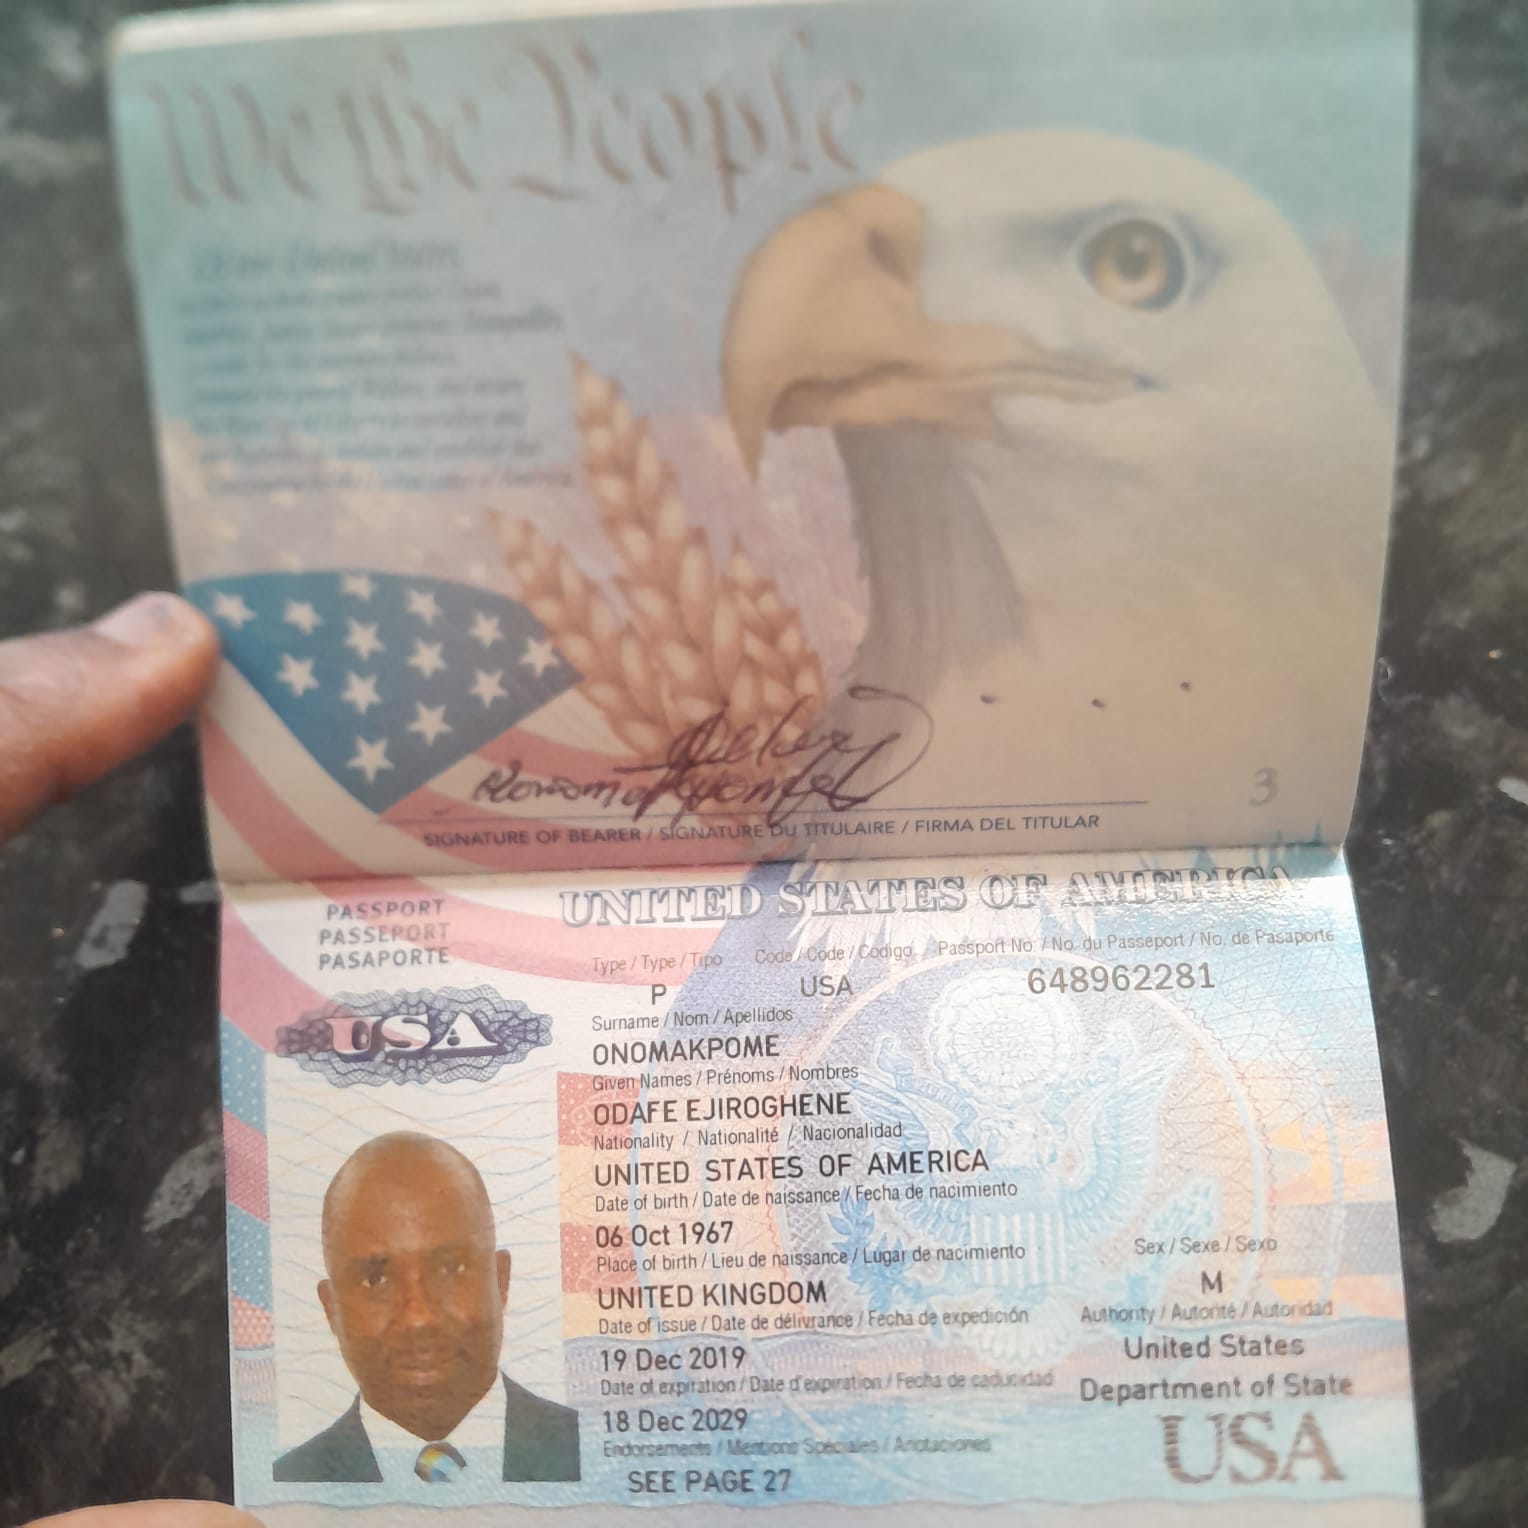 We the People
SIGNATURE OF BEARER / SIGNATURE DU TITULAIRE / FIRMA DEL TITULAR
3
PASSPORT
PASSEPORT
PASAPORTE
UNITED STATES OF AMERICA
Type / Type / Tipo Code / Code / Codigo Passport No. / No. du Passeport / No. de Pasaporte
P USA 648962281
USA
Surname / Nom / Apellidos
ONOMAKPOME
Given Names / Prénoms / Nombres
ODAFE EJIROGHENE
Nationality / Nationalité / Nacionalidad
UNITED STATES OF AMERICA
Date of birth / Date de naissance / Fecha de nacimiento
06 Oct 1967
Place of birth / Lieu de naissance / Lugar de nacimiento
Sex / Sexe / Sexo
UNITED KINGDOM
M
Date of issue / Date de délivrance / Fecha de expedición
Authority / Autorité / Autoridad
19 Dec 2019
United States
Date of expiration / Date d'expiration / Fecha de caducidad
Department of State
18 Dec 2029
USA
Endorsements / Mentions Spéciales / Anotaciones
SEE PAGE 27